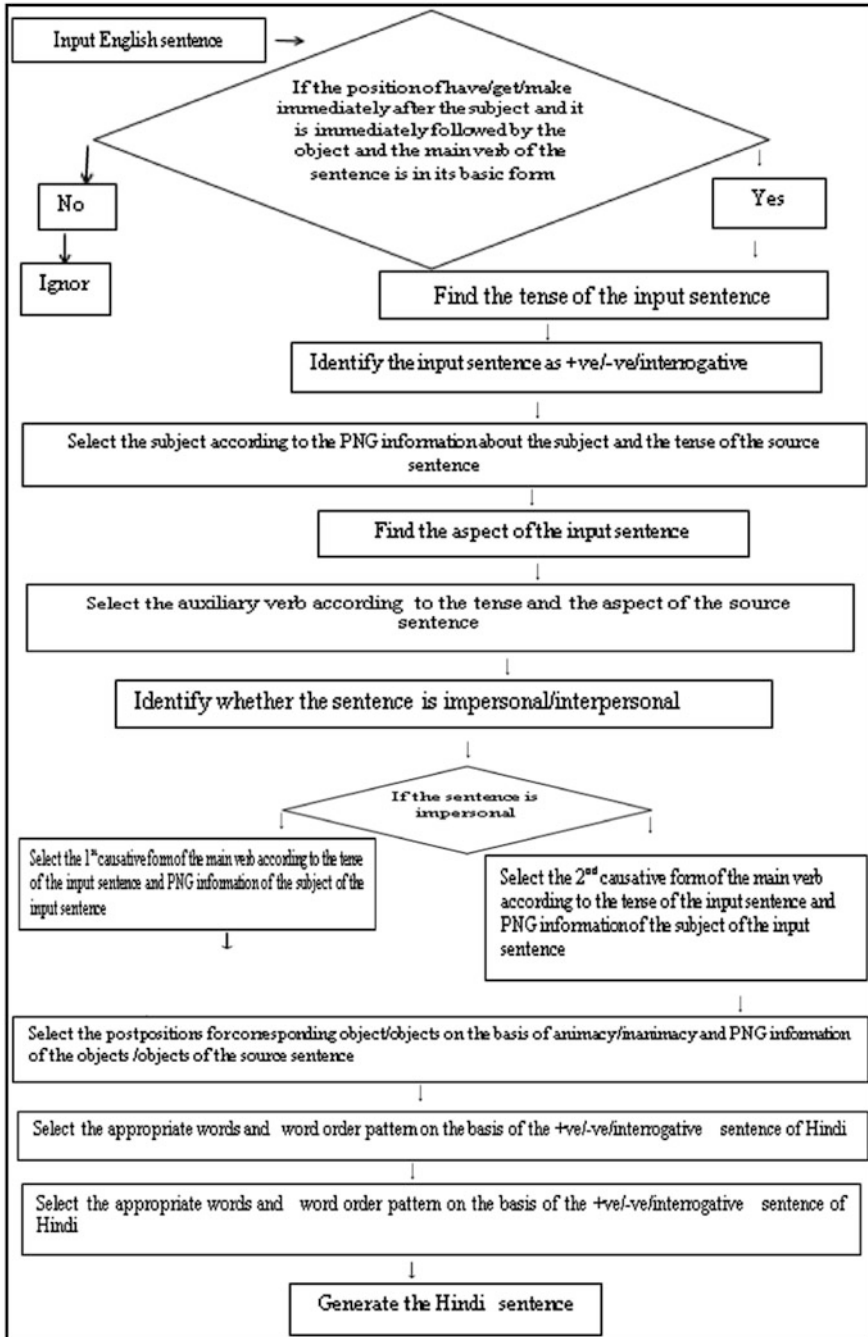 Input English sentence
If the position of have/get/make
immediately after the subject and it
is immediately followed by the
object and the main verb of the
sentence is in its basic form
No
Yes
Ignor
Find the tense of the input sentence
Identify the input sentence as +ve/-ve/interrogative
Select the subject according to the PNG information about the subject and the tense of the source
sentence
Find the aspect of the input sentence
Select the auxiliary verb according to the tense and the aspect of the source
sentence
Identify whether the sentence is impersonal/interpersonal
If the sentence is
impersonal
Select the 1st causative form of the main verb according to the tense
of the input sentence and PNG information of the subject of the
input sentence
Select the 2nd causative form of the main verb
according to the tense of the input sentence and
PNG information of the subject of the input
sentence
Select the postpositions for corresponding object/objects on the basis of animacy/inanimacy and PNG information
of the objects /objects of the source sentence
Select the appropriate words and word order pattern on the basis of the +ve/-ve/interrogative sentence of Hindi
Select the appropriate words and word order pattern on the basis of the +ve/-ve/interrogative sentence of
Hindi
Generate the Hindi sentence